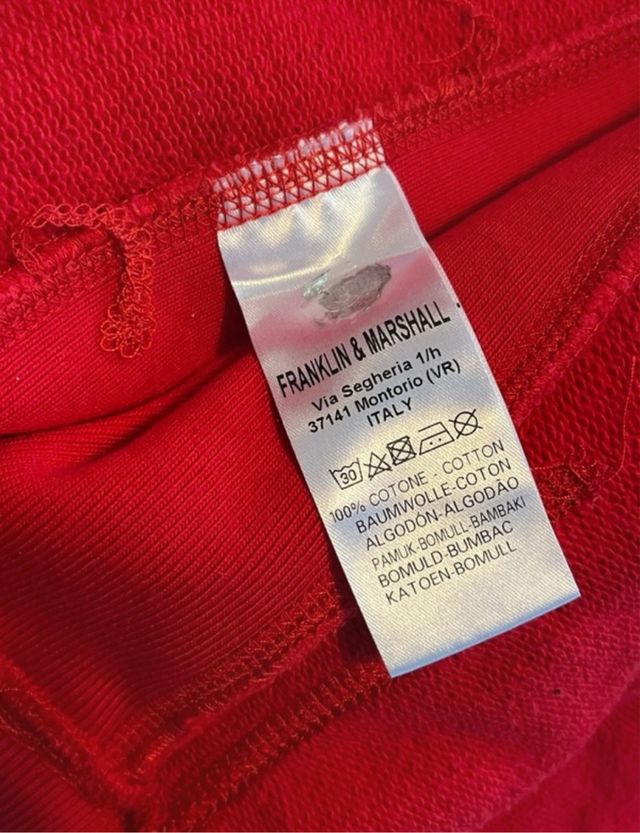 FRANKLIN & MARSHALL.
Via Segheria 1/h
37141 Montorio (VR)
ITALY
30
100% COTONE - COTTON
BAUMWOLLE-COTON
ALGODÓN-ALGODÃO
PAMUK-BOMULL-BAMBAKI
BOMULD-BUMBAC
KATOEN-BOMULL